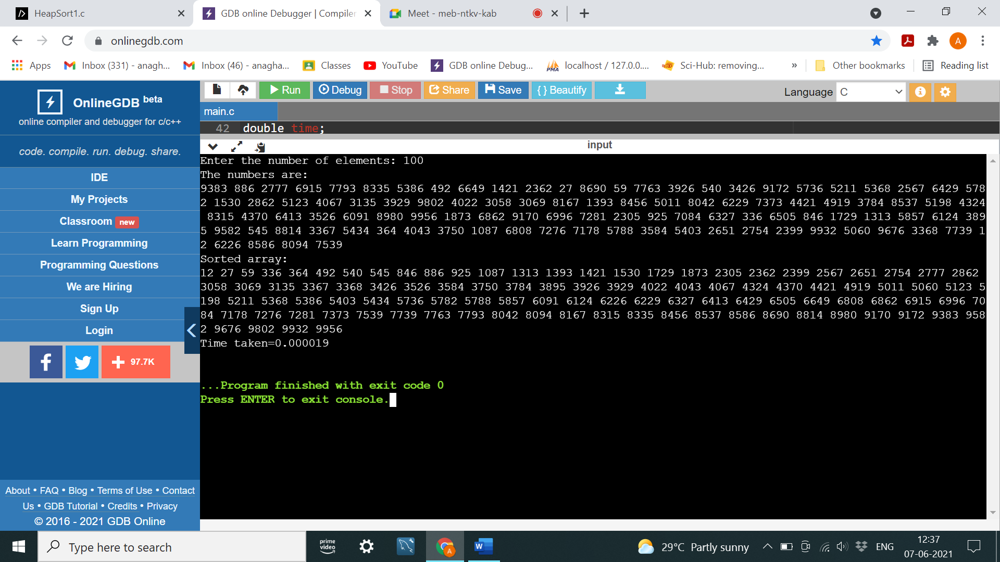 HeapSort1.c
GDB online Debugger | Compiler
Meet - meb-ntkv-kab
onlinegdb.com
A
Apps
Inbox (331) - anagh...
Inbox (46) - anagha...
Classes
YouTube
GDB online Debug...
localhost / 127.0.0....
Sci-Hub: removing...
»
Other bookmarks
Reading list
OnlineGDB beta
online compiler and debugger for c/c++
code. compile. run. debug. share.
IDE
My Projects
Classroom new
Learn Programming
Programming Questions
We are Hiring
Sign Up
Login
97.7K
About • FAQ • Blog • Terms of Use • Contact
Us • GDB Tutorial • Credits • Privacy
© 2016 - 2021 GDB Online
Run
Debug
Stop
Share
Save
{ } Beautify
Language C
main.c
42 double time;
input
Enter the number of elements: 100
The numbers are:
9383 886 2777 6915 7793 8335 5386 492 6649 1421 2362 27 8690 59 7763 3926 540 3426 9172 5736 5211 5368 2567 6429 578
2 1530 2862 5123 4067 3135 3929 9802 4022 3058 3069 8167 1393 8456 5011 8042 6229 7373 4421 4919 3784 8537 5198 4324
8315 4370 6413 3526 6091 8980 9956 1873 6862 9170 6996 7281 2305 925 7084 6327 336 6505 846 1729 1313 5857 6124 389
5 9582 545 8814 3367 5434 364 4043 3750 1087 6808 7276 7178 5788 3584 5403 2651 2754 2399 9932 5060 9676 3368 7739 1
2 6226 8586 8094 7539
Sorted array:
12 27 59 336 364 492 540 545 846 886 925 1087 1313 1393 1421 1530 1729 1873 2305 2362 2399 2567 2651 2754 2777 2862
3058 3069 3135 3367 3368 3426 3526 3584 3750 3784 3895 3926 3929 4022 4043 4067 4324 4370 4421 4919 5011 5060 5123 5
198 5211 5368 5386 5403 5434 5736 5782 5788 5857 6091 6124 6226 6229 6327 6413 6429 6505 6649 6808 6862 6915 6996 70
84 7178 7276 7281 7373 7539 7739 7763 7793 8042 8094 8167 8315 8335 8456 8537 8586 8690 8814 8980 9170 9172 9383 958
2 9676 9802 9932 9956
Time taken=0.000019
...Program finished with exit code 0
Press ENTER to exit console.
Type here to search
prime video
W
A
29°C Partly sunny
ENG
12:37
07-06-2021